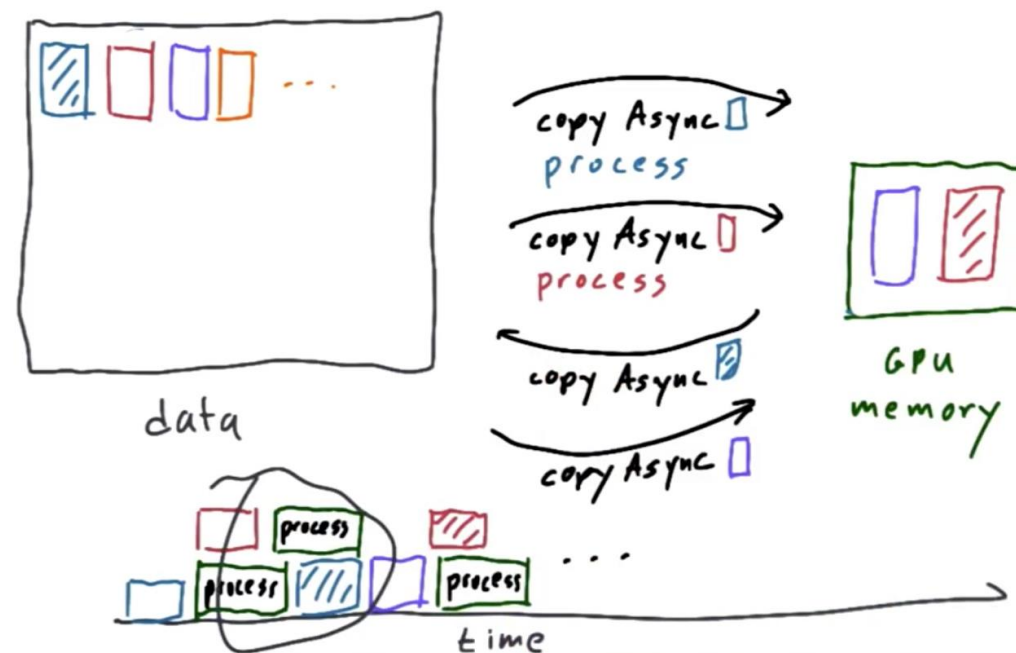 copy Async
process
copy Async
process
copy Async
copy Async
GPU
memory
data
process
process
process
time